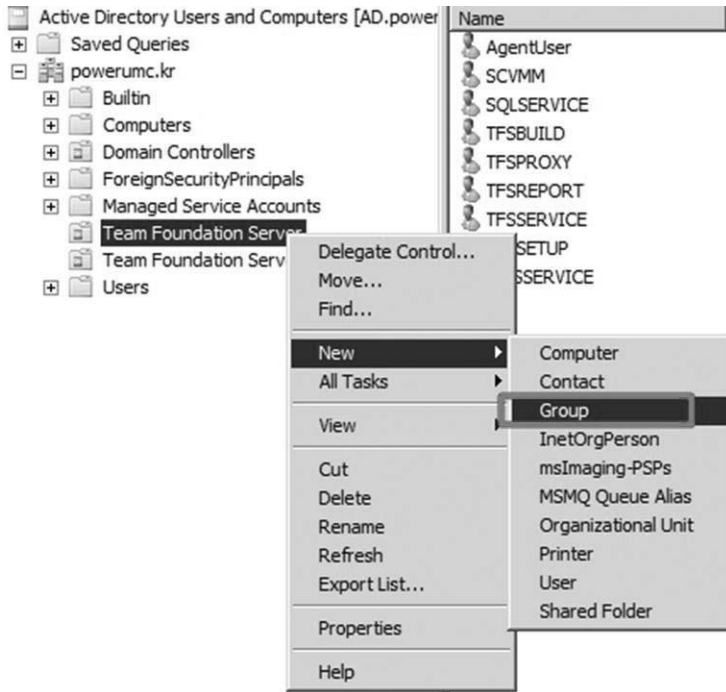 Active Directory Users and Computers [AD.power
Saved Queries
powerumc.kr
Builtin
Computers
Domain Controllers
ForeignSecurityPrincipals
Managed Service Accounts
Team Foundation Server
Team Foundation Serv
Users
Name
AgentUser
SCVMM
SQLSERVICE
TFSBUILD
TFSPROXY
TFSREPORT
TFSSERVICE
SETUP
SSERVICE
Delegate Control...
Move...
Find...
New
All Tasks
View
Cut
Delete
Rename
Refresh
Export List...
Properties
Help
Computer
Contact
Group
InetOrgPerson
msImaging-PSPs
MSMQ Queue Alias
Organizational Unit
Printer
User
Shared Folder